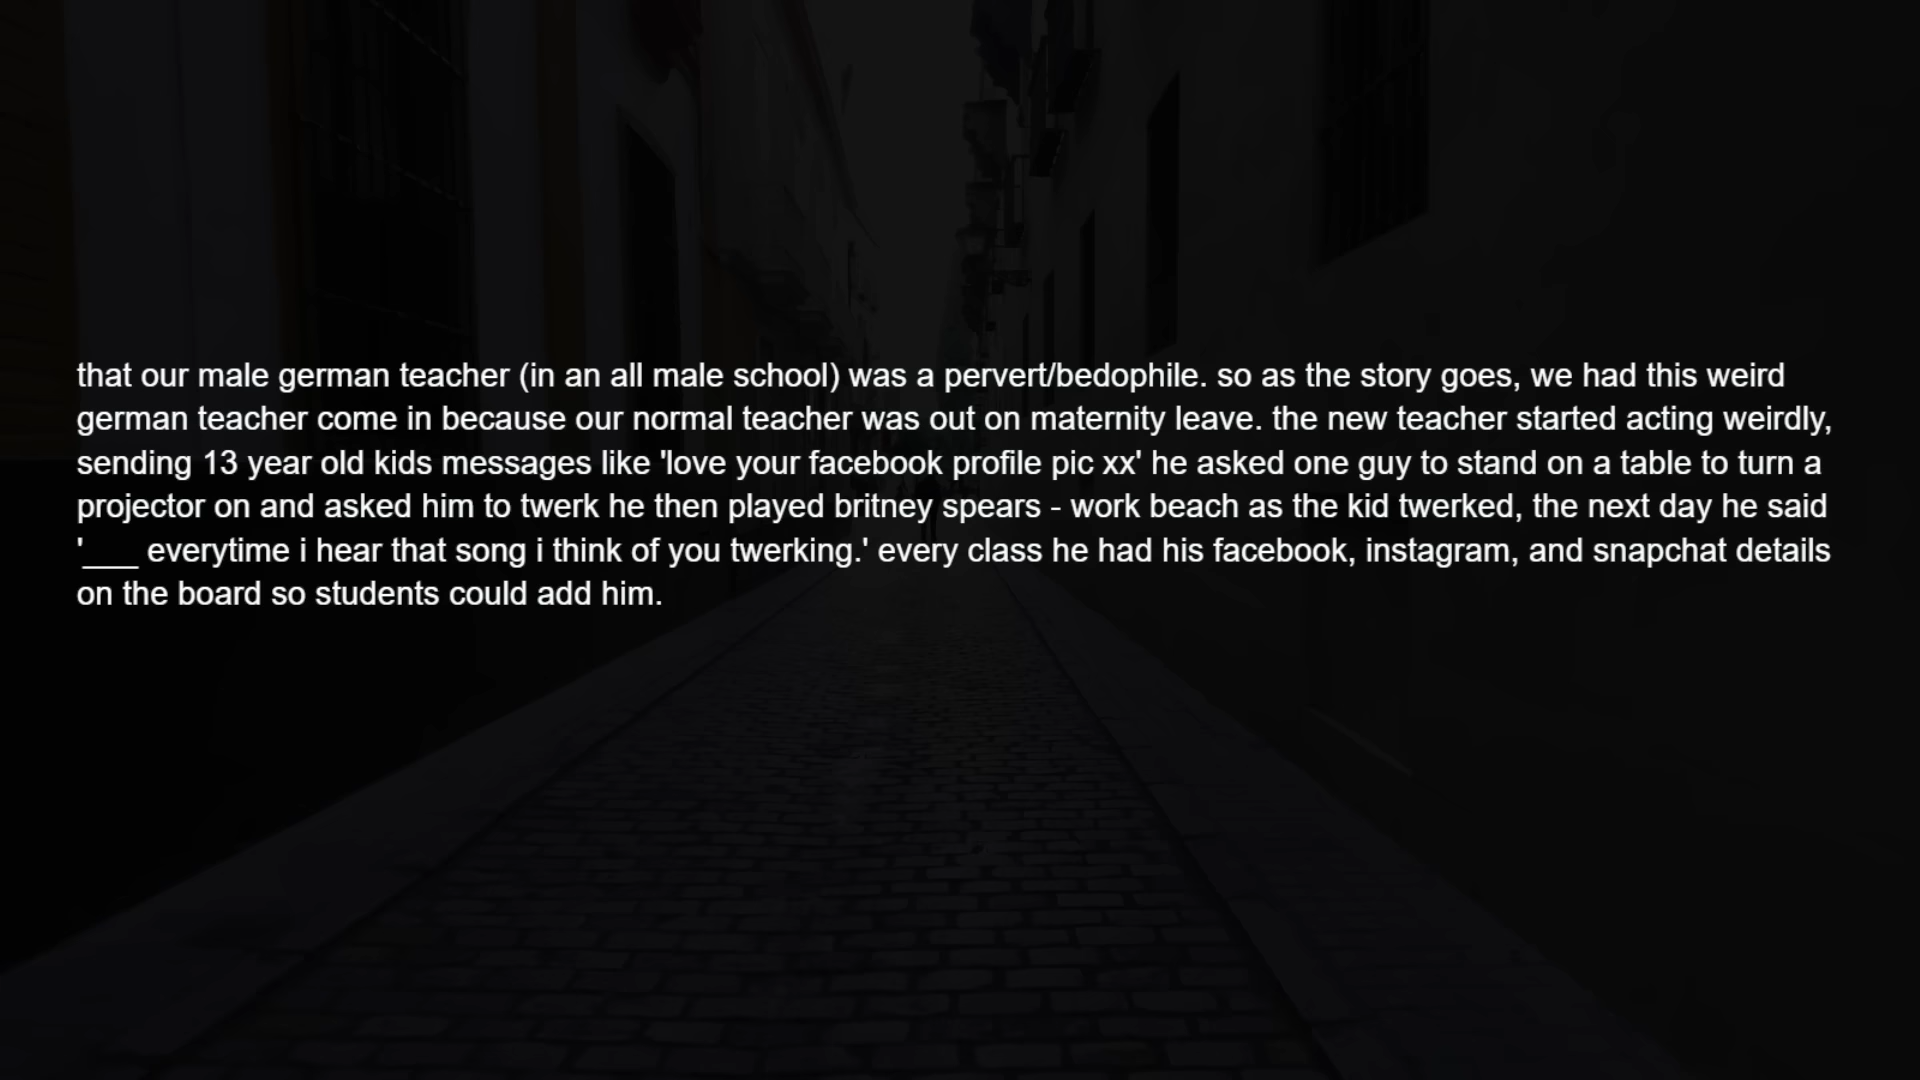 that our male german teacher (in an all male school) was a pervert/bedophile. so as the story goes, we had this weird
german teacher come in because our normal teacher was out on maternity leave. the new teacher started acting weirdly,
sending 13 year old kids messages like 'love your facebook profile pic xx' he asked one guy to stand on a table to turn a
projector on and asked him to twerk he then played britney spears - work beach as the kid twerked, the next day he said
'___ everytime i hear that song i think of you twerking.' every class he had his facebook, instagram, and snapchat details
on the board so students could add him.